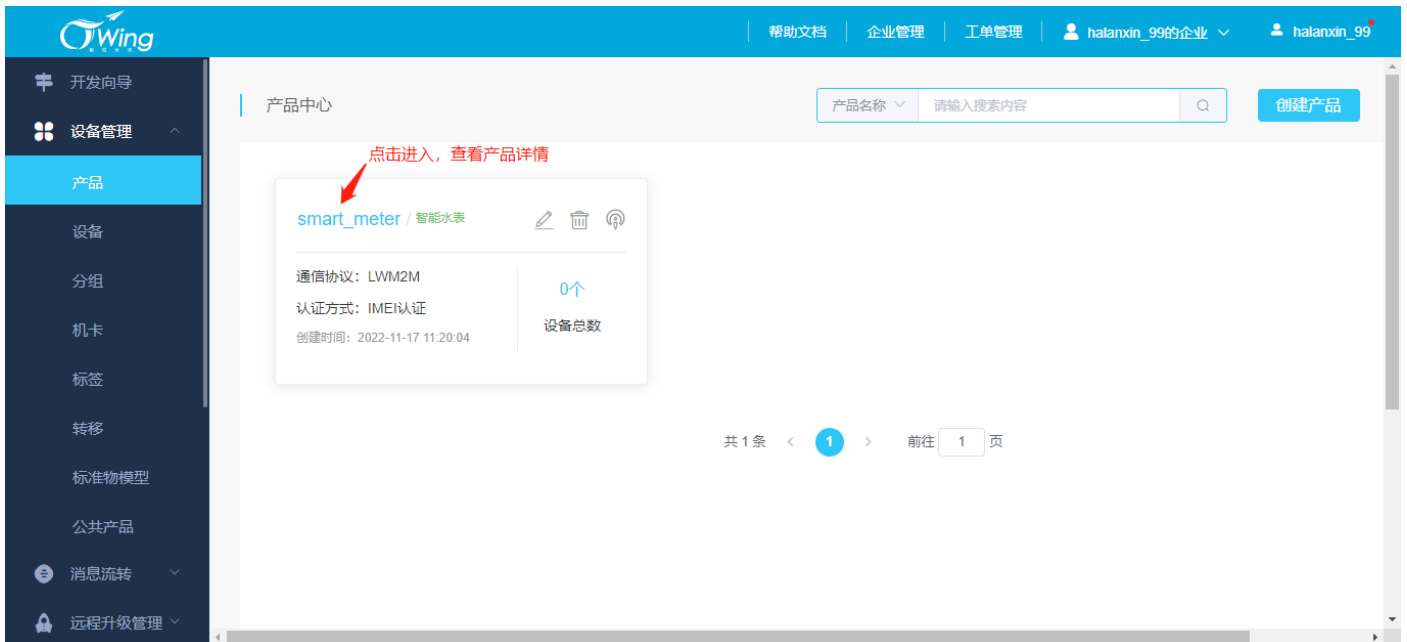 Wing
帮助文档
企业管理
工单管理
halanxin_99的企业
halanxin_99
开发向导
设备管理
产品
设备
分组
机卡
标签
转移
标准物模型
公共产品
消息流转
远程升级管理
产品中心
产品名称
请输入搜索内容
创建产品
点击进入，查看产品详情
smart_meter / 智能水表
通信协议：LWM2M
认证方式：IMEI认证
创建时间：2022-11-17 11:20:04
0个
设备总数
共 1 条 < 1 > 前往 1 页